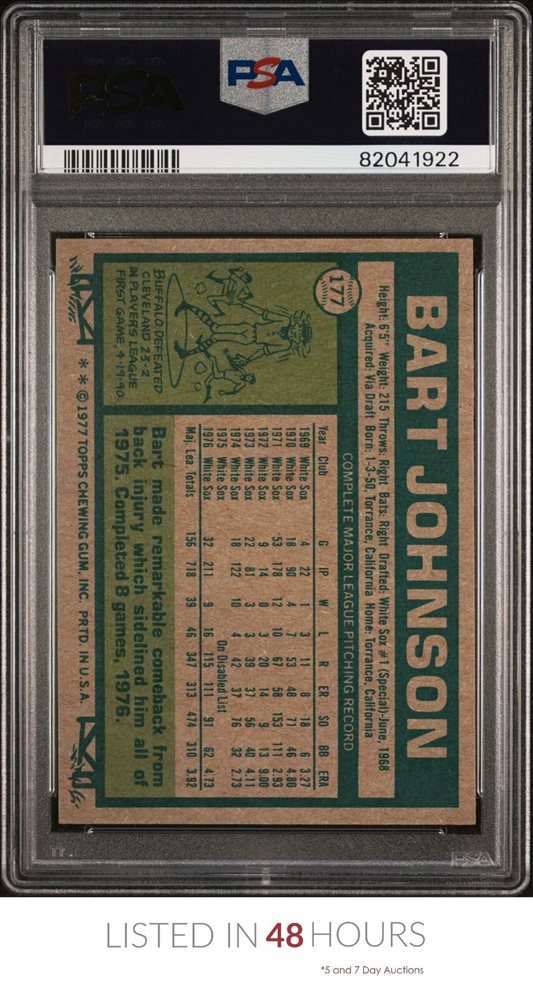 PSA
PSA
82041922
177
BART JOHNSON
Height: 6'5" Weight: 215 Throws: Right Bats: Right Drafted: White Sox #1 (Special)-June, 1968
Acquired: Via Draft Born: 1-3-50, Torrance, California Home: Torrance, California
COMPLETE MAJOR LEAGUE PITCHING RECORD
Year Club G IP W L R ER SO BB ERA
1969 White Sox 4 22 1 3 11 8 18 6 3.27
1970 White Sox 18 90 4 7 53 48 71 46 4.80
1971 White Sox 53 178 12 10 67 58 153 111 2.93
1972 White Sox 9 14 0 3 20 14 9 13 9.00
1973 White Sox 22 81 3 3 39 37 56 40 4.11
1974 White Sox 18 122 10 4 42 37 76 32 2.73
1975 White Sox On Disabled List
1976 White Sox 32 211 9 16 115 111 91 62 4.73
Maj. Lea. Totals 156 718 39 46 347 313 474 310 3.92
BUFFALO DEFEATED
CLEVELAND 23-2
IN PLAYERS LEAGUE
FIRST GAME, 4-19-90.
Bart made remarkable comeback from
back injury which sidelined him all of
1975. Completed 8 games, 1976.
* * © 1977 TOPPS CHEWING GUM, INC. PRTD. IN U.S.A.
PSA
LISTED IN 48 HOURS
*5 and 7 Day Auctions